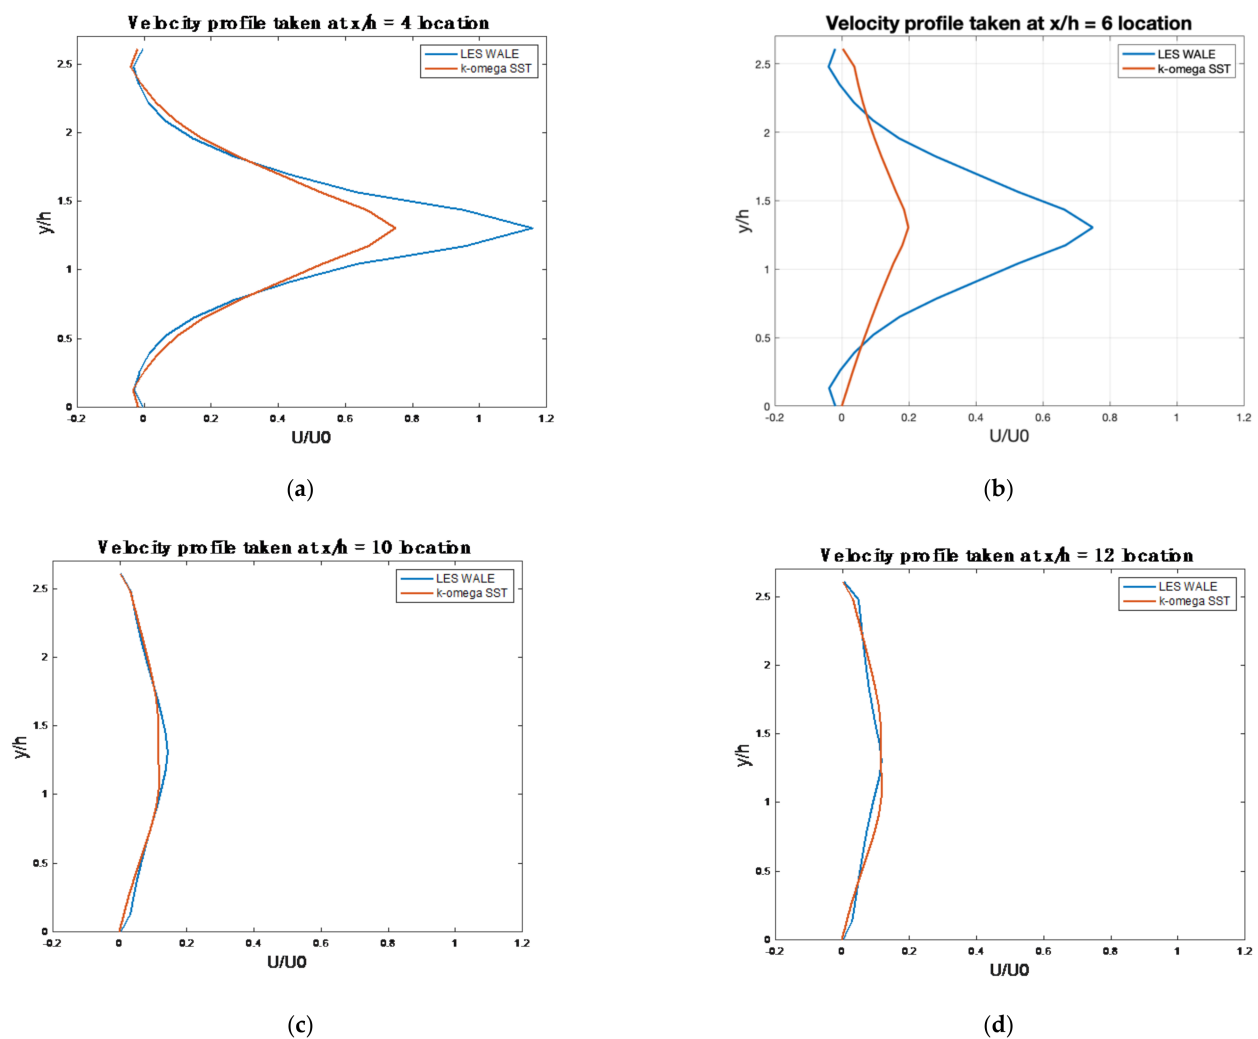 Velocity profile taken at x/h = 4 location
LES WALE
k-omega SST
2.5
2
1.5
1
0.5
0
y/h
-0.2 0 0.2 0.4 0.6 0.8 1 1.2
U/U0
(a)
Velocity profile taken at x/h = 6 location
LES WALE
k-omega SST
2.5
2
1.5
1
0.5
0
y/h
-0.2 0 0.2 0.4 0.6 0.8 1 1.2
U/U0
(b)
Velocity profile taken at x/h = 10 location
LES WALE
k-omega SST
2.5
2
1.5
1
0.5
0
y/h
-0.2 0 0.2 0.4 0.6 0.8 1 1.2
U/U0
(c)
Velocity profile taken at x/h = 12 location
LES WALE
k-omega SST
2.5
2
1.5
1
0.5
0
y/h
-0.2 0 0.2 0.4 0.6 0.8 1 1.2
U/U0
(d)